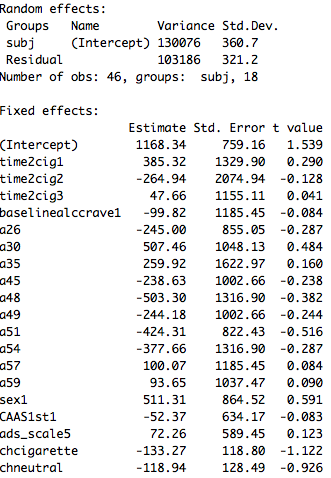 Random effects:
Groups Name Variance Std.Dev.
subj (Intercept) 130076 360.7
Residual 103186 321.2
Number of obs: 46, groups: subj, 18
Fixed effects:
Estimate Std. Error t value
(Intercept) 1168.34 759.16 1.539
time2cig1 385.32 1329.90 0.290
time2cig2 -264.94 2074.94 -0.128
time2cig3 47.66 1155.11 0.041
baselinealccrave1 -99.82 1185.45 -0.084
a26 -245.00 855.05 -0.287
a30 507.46 1048.13 0.484
a35 259.92 1622.97 0.160
a45 -238.63 1002.66 -0.238
a48 -503.30 1316.90 -0.382
a49 -244.18 1002.66 -0.244
a51 -424.31 822.43 -0.516
a54 -377.66 1316.90 -0.287
a57 100.07 1185.45 0.084
a59 93.65 1037.47 0.090
sex1 511.31 864.52 0.591
CAAS1st1 -52.37 634.17 -0.083
ads_scale5 72.26 589.45 0.123
chcigarette -133.27 118.80 -1.122
chneutral -118.94 128.49 -0.926